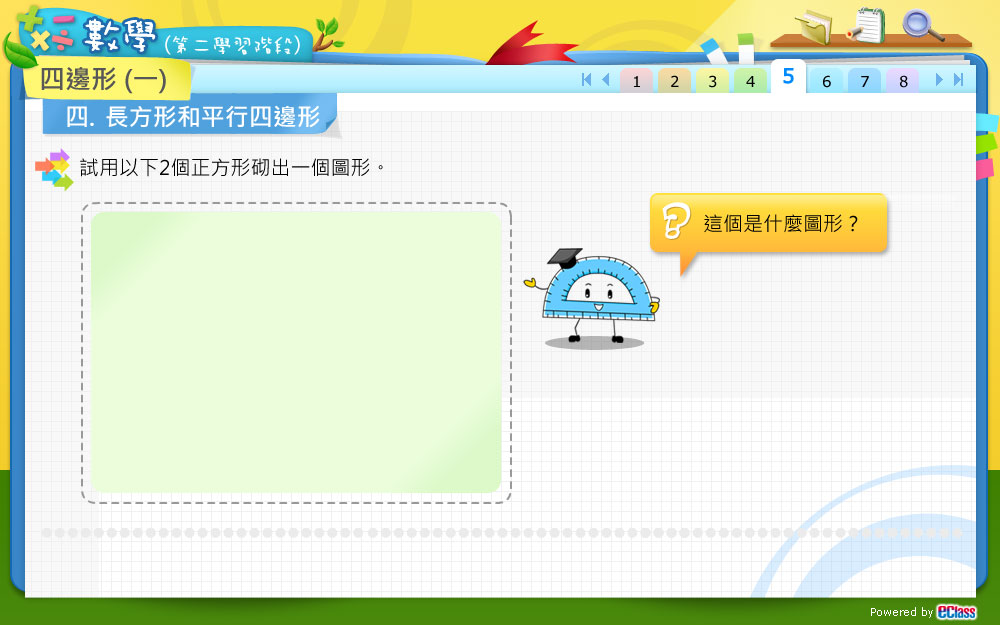 數學(第二學習階段)
四邊形 (一)
1 2 3 4 5 6 7 8
四. 長方形和平行四邊形
試用以下2個正方形砌出一個圖形。
這個是什麼圖形？
Powered by eClass